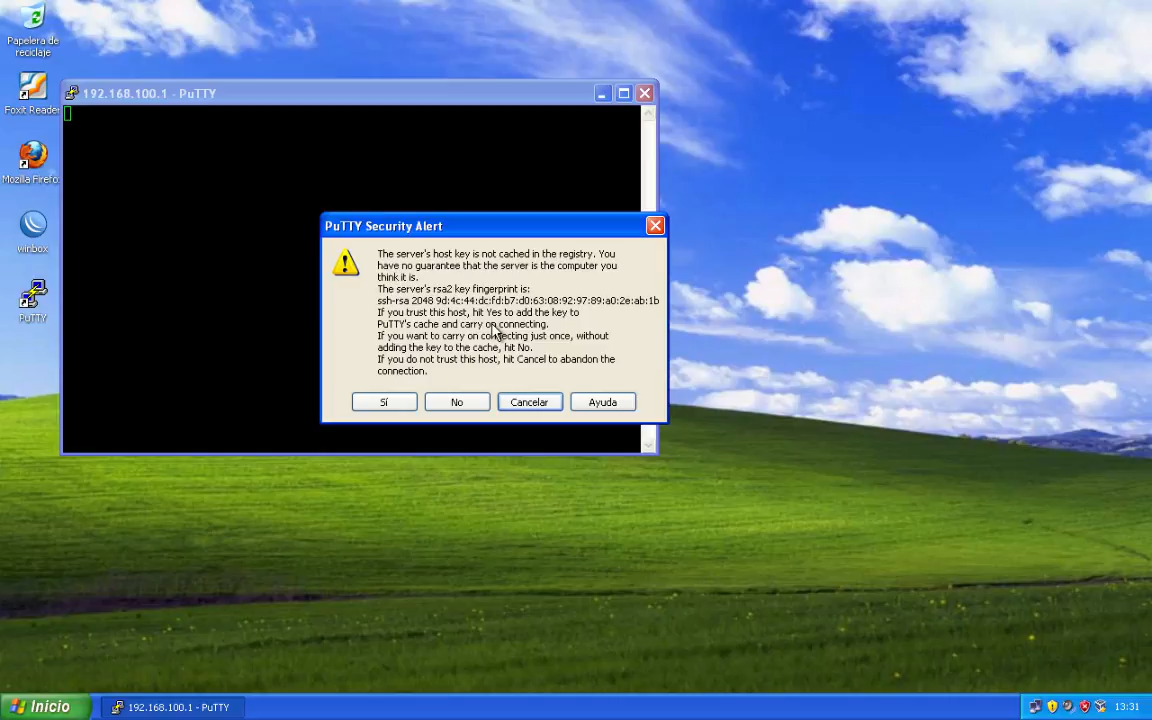 Papelera de
reciclaje
Foxit Reader
Mozilla Firefo
winbox
PuTTY
192.168.100.1 - PuTTY
PuTTY Security Alert
The server's host key is not cached in the registry. You
have no guarantee that the server is the computer you
think it is.
The server's rsa2 key fingerprint is:
ssh-rsa 2048 9d:4c:44:dc:fd:b7:d0:63:08:92:97:89:a0:2e:ab:1b
If you trust this host, hit Yes to add the key to
PuTTY's cache and carry on connecting.
If you want to carry on connecting just once, without
adding the key to the cache, hit No.
If you do not trust this host, hit Cancel to abandon the
connection.
Sí
No
Cancelar
Ayuda
Inicio
192.168.100.1 - PuTTY
13:31